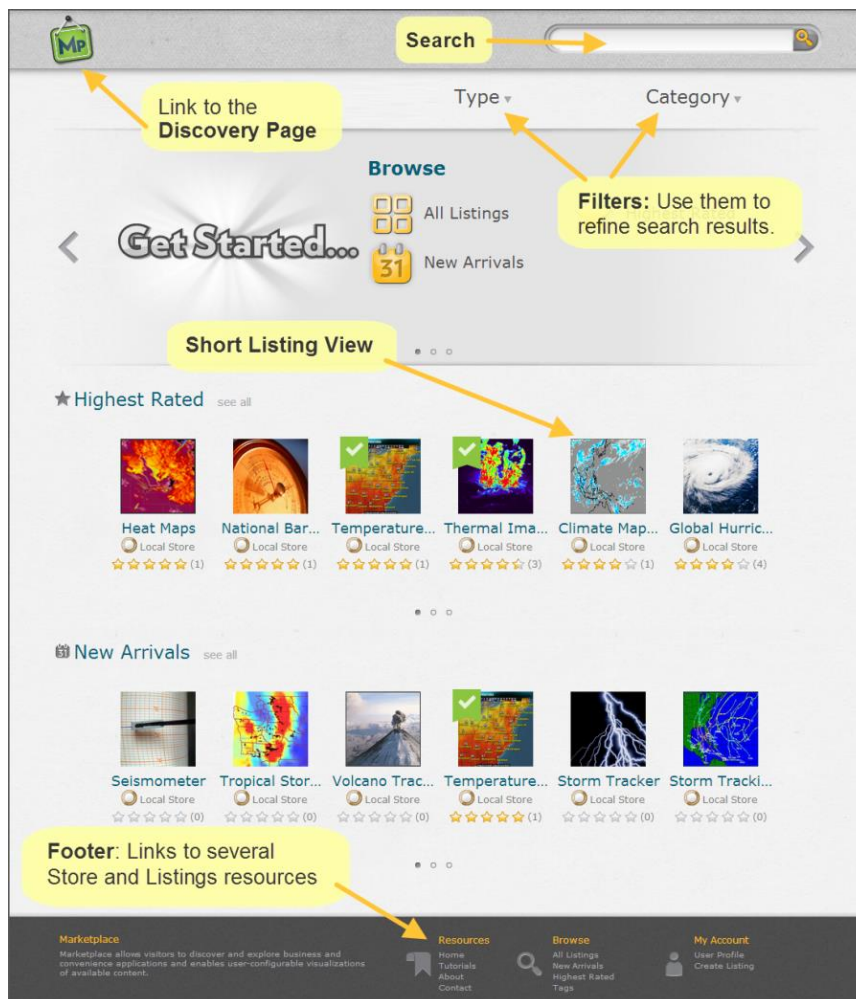 MP
Search
Link to the
Discovery Page
Type
Category
Browse
Filters: Use them to
refine search results.
Highest Rated
Get Started...
All Listings
31
New Arrivals
Short Listing View
Highest Rated see all
Heat Maps
Local Store
(1)
National Bar...
Local Store
(1)
Temperature...
Local Store
(1)
Thermal Ima...
Local Store
(3)
Climate Map...
Local Store
(1)
Global Hurric...
Local Store
(4)
31 New Arrivals see all
Seismometer
Local Store
(0)
Tropical Stor...
Local Store
(0)
Volcano Trac...
Local Store
(0)
Temperature...
Local Store
(1)
Storm Tracker
Local Store
(0)
Storm Tracki...
Local Store
(0)
Footer: Links to several
Store and Listings resources
Marketplace
Marketplace allows visitors to discover and explore business and
convenience applications and enables user-configurable visualizations
of available content.
Resources
Home
Tutorials
About
Contact
Browse
All Listings
New Arrivals
Highest Rated
Tags
My Account
User Profile
Create Listing